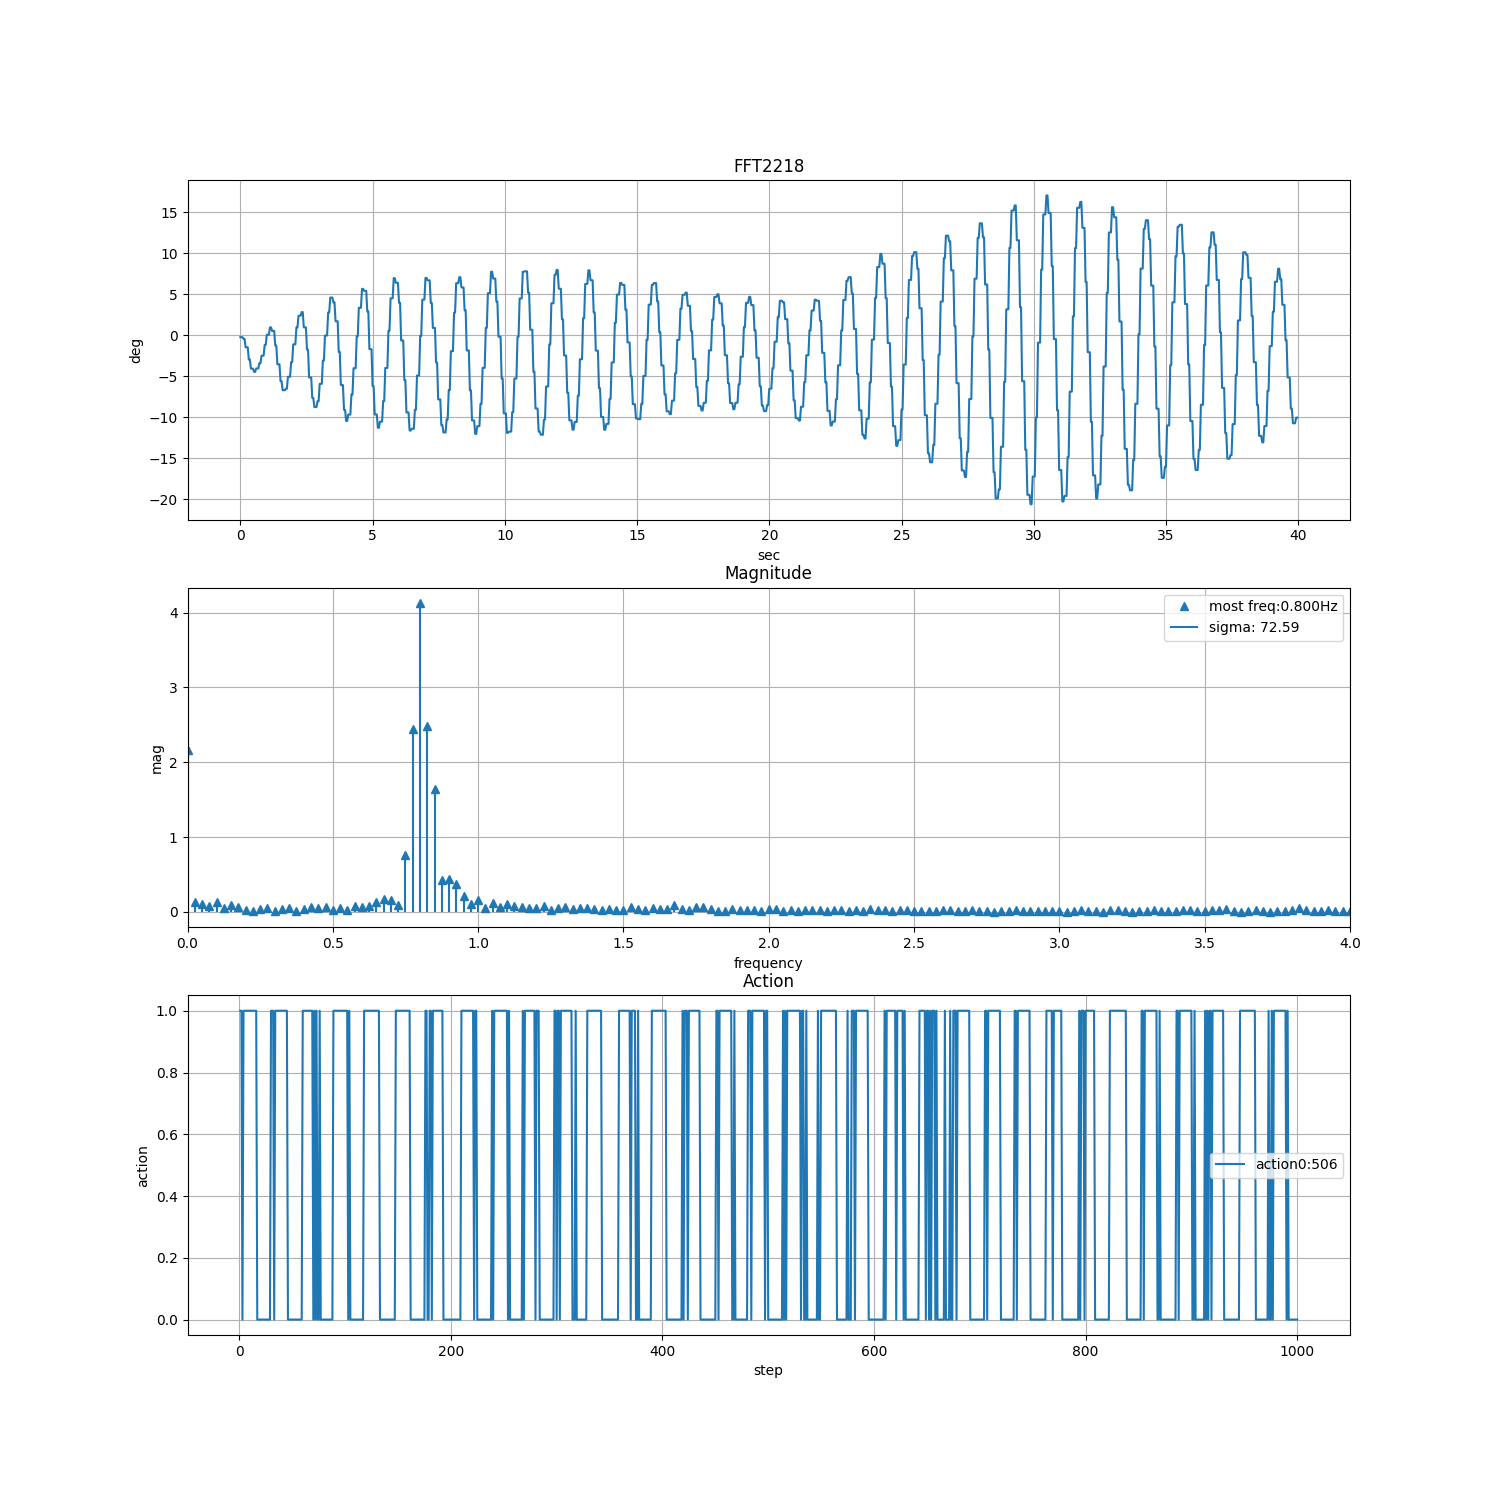 FFT2218
15
10
5
0
−5
−10
−15
−20
deg
0 5 10 15 20 25 30 35 40
sec
Magnitude
most freq:0.800Hz
sigma: 72.59
4
3
2
1
0
mag
0.0 0.5 1.0 1.5 2.0 2.5 3.0 3.5 4.0
frequency
Action
1.0
0.8
0.6
0.4
0.2
0.0
action
action0:506
0 200 400 600 800 1000
step